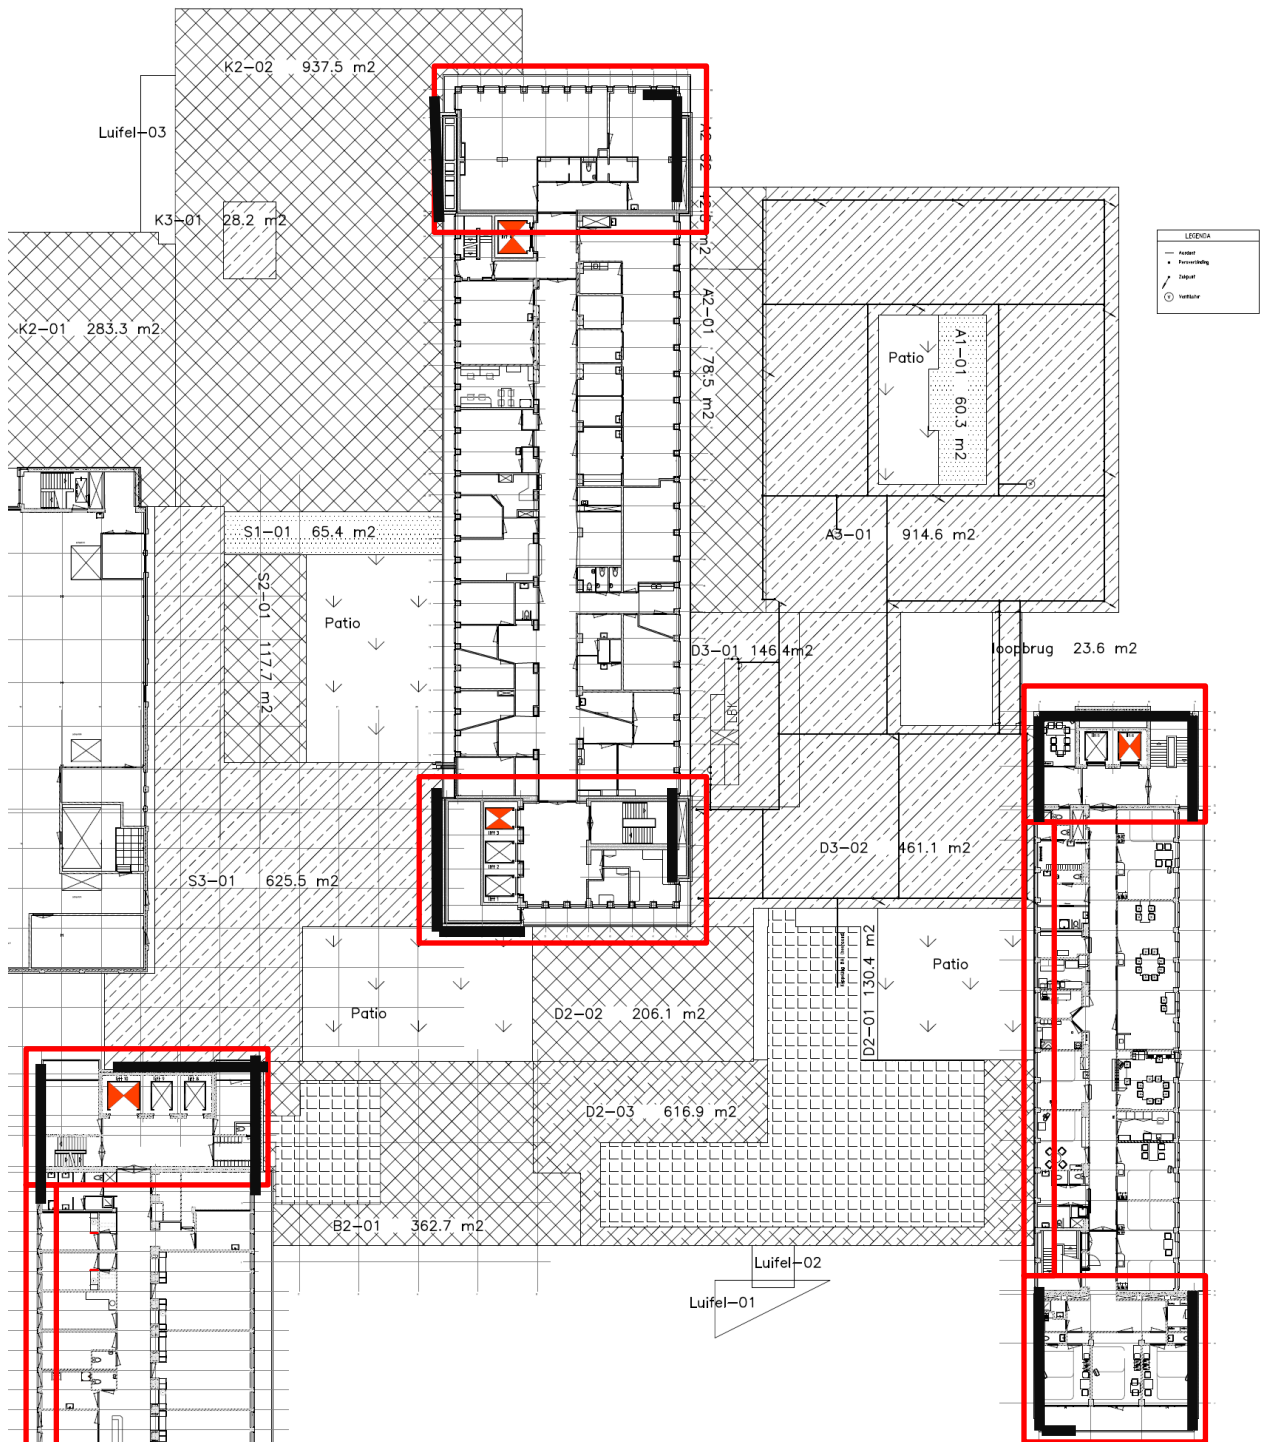 K2-02 937.5 m2
Luifel-03
K3-01 28.2 m2
K2-01 283.3 m2
A2-01 78.5 m2
LEGENDA
Ventilator
Patio
A1-01 60.3 m2
S1-01 65.4 m2
A3-01 914.6 m2
S2-01 117.7 m2
Patio
D3-01 146.4m2
loopbrug 23.6 m2
LBK
D3-02 461.1 m2
S3-01 625.5 m2
D2-01 130.4 m2
Patio
Patio
D2-02 206.1 m2
D2-03 616.9 m2
B2-01 362.7 m2
Luifel-02
Luifel-01